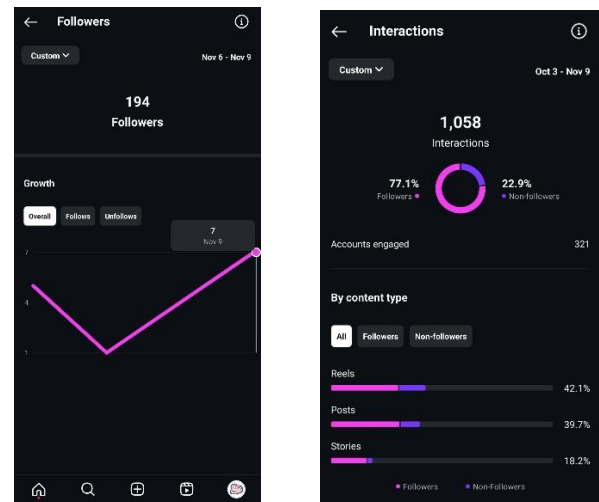 Followers
Custom
Nov 6 - Nov 9
194
Followers
Growth
Overall Follows Unfollows
7
Nov 9
7
4
1
Interactions
Custom
Oct 3 - Nov 9
1,058
Interactions
77.1%
Followers
22.9%
Non-followers
Accounts engaged 321
By content type
All Followers Non-followers
Reels
42.1%
Posts
39.7%
Stories
18.2%
Followers Non-Followers